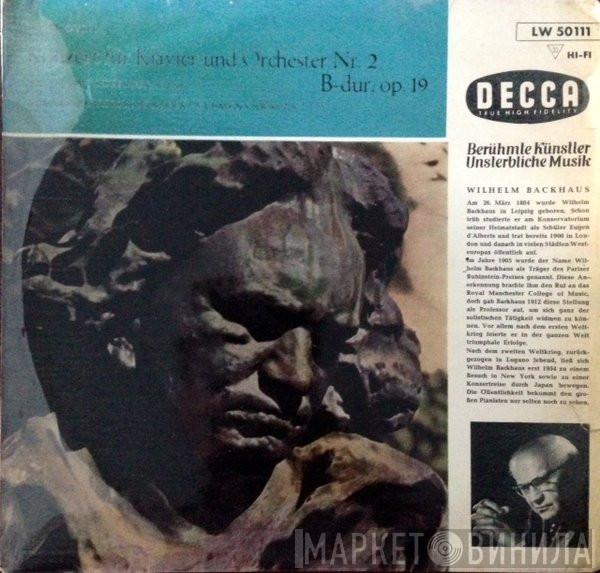 LW 50111
30
HI-FI
Konzert für Klavier und Orchester Nr. 2
B-dur, op. 19
DECCA
TRUE HIGH FIDELITY
Berühmte Künstler
Unsterbliche Musik
WILHELM BACKHAUS
Am 26. März 1884 wurde Wilhelm
Backhaus in Leipzig geboren. Schon
früh studierte er am Konservatorium
seiner Heimatstadt als Schüler Eugen
d'Alberts und trat bereits 1900 in Lon-
don und danach in vielen Städten West-
europas öffentlich auf.
Im Jahre 1905 wurde der Name Wil-
helm Backhaus als Träger des Pariser
Rubinstein-Preises genannt. Diese An-
erkennung brachte ihm den Ruf an das
Royal Manchester College of Music,
doch gab Backhaus 1912 diese Stellung
als Professor auf, um sich ganz der
solistischen Tätigkeit widmen zu kön-
nen. Vor allem nach dem ersten Welt-
krieg feierte er in der ganzen Welt
triumphale Erfolge.
Nach dem zweiten Weltkrieg, zurück-
gezogen in Lugano lebend, ließ sich
Wilhelm Backhaus erst 1954 zu einem
Besuch in New York sowie zu einer
Konzertreise durch Japan bewegen.
Die Öffentlichkeit bekommt den gro-
ßen Pianisten nur selten noch zu sehen.
МАРКЕТ ВИНИЛА